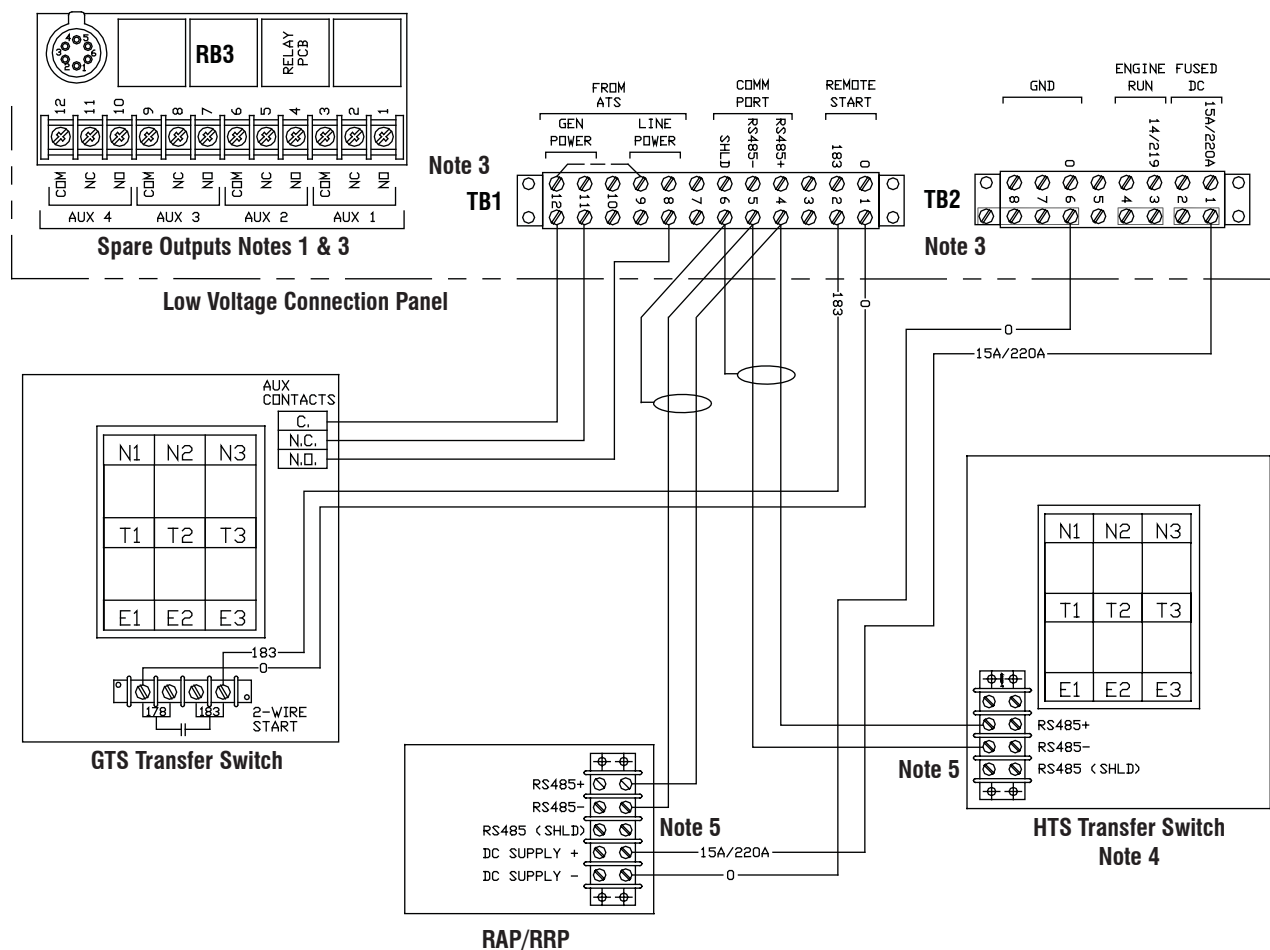 4 5
3 6
2 1
RB3
RELAY PCB
12 11 10 9 8 7 6 5 4 3 2 1
COM NC NO COM NC NO COM NC NO COM NC NO
AUX 4 AUX 3 AUX 2 AUX 1
Spare Outputs Notes 1 & 3
Low Voltage Connection Panel
FROM
ATS
GEN
POWER
LINE
POWER
COMM
PORT
REMOTE
START
SHLD RS485- RS485+ 183 0
Note 3
TB1
12 11 10 9 8 7 6 5 4 3 2 1
183 0
GND
ENGINE
RUN
FUSED
DC
0 14/219 15A/220A
TB2
8 7 6 5 4 3 2 1
Note 3
0
15A/220A
AUX
CONTACTS
C.
N.C.
N.O.
N1 N2 N3
T1 T2 T3
E1 E2 E3
183
0
178 183
2-WIRE
START
GTS Transfer Switch
RS485+
RS485-
RS485 (SHLD)
DC SUPPLY +
DC SUPPLY -
Note 5
15A/220A
0
RAP/RRP
N1 N2 N3
T1 T2 T3
E1 E2 E3
RS485+
RS485-
RS485 (SHLD)
Note 5
HTS Transfer Switch
Note 4